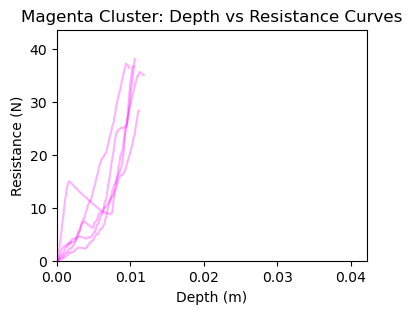 Magenta Cluster: Depth vs Resistance Curves
Resistance (N)
40
30
20
10
0
0.00 0.01 0.02 0.03 0.04
Depth (m)